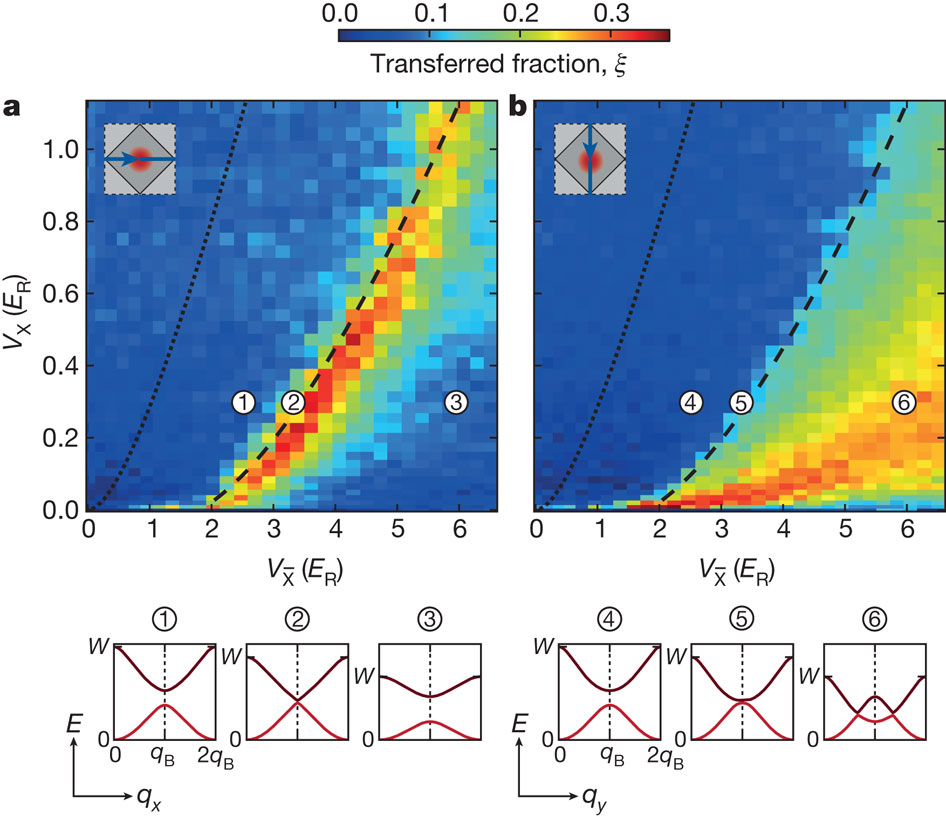 0.0 0.1 0.2 0.3
Transferred fraction, ξ
a b
1.0
0.8
0.6
0.4
0.2
0.0
V_X (E_R)
1 2 3
4 5 6
0 1 2 3 4 5 6
0 1 2 3 4 5 6
V_X̄ (E_R) V_X̄ (E_R)
1 2 3 4 5 6
W W W W W W
E E
0 0 0 0 0 0
0 q_B 2q_B 0 q_B 2q_B
q_x q_y